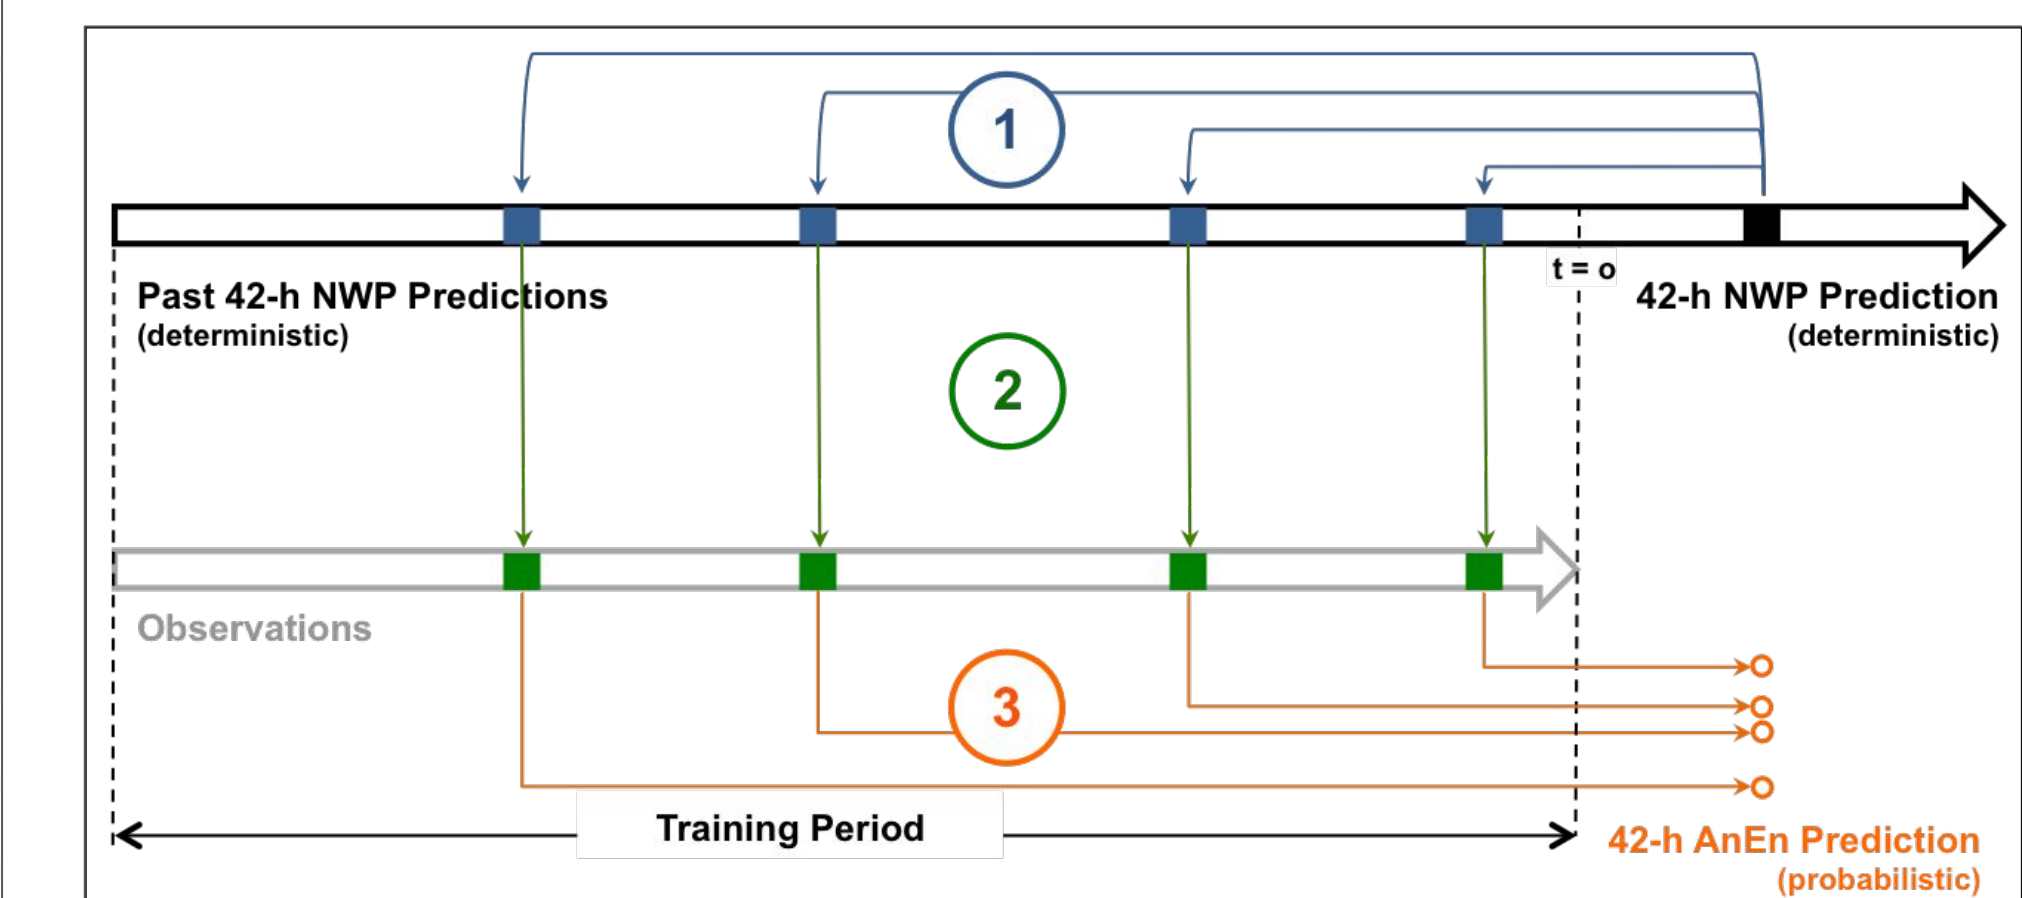 1
t = o
Past 42-h NWP Predictions
(deterministic)
42-h NWP Prediction
(deterministic)
2
Observations
3
Training Period
42-h AnEn Prediction
(probabilistic)